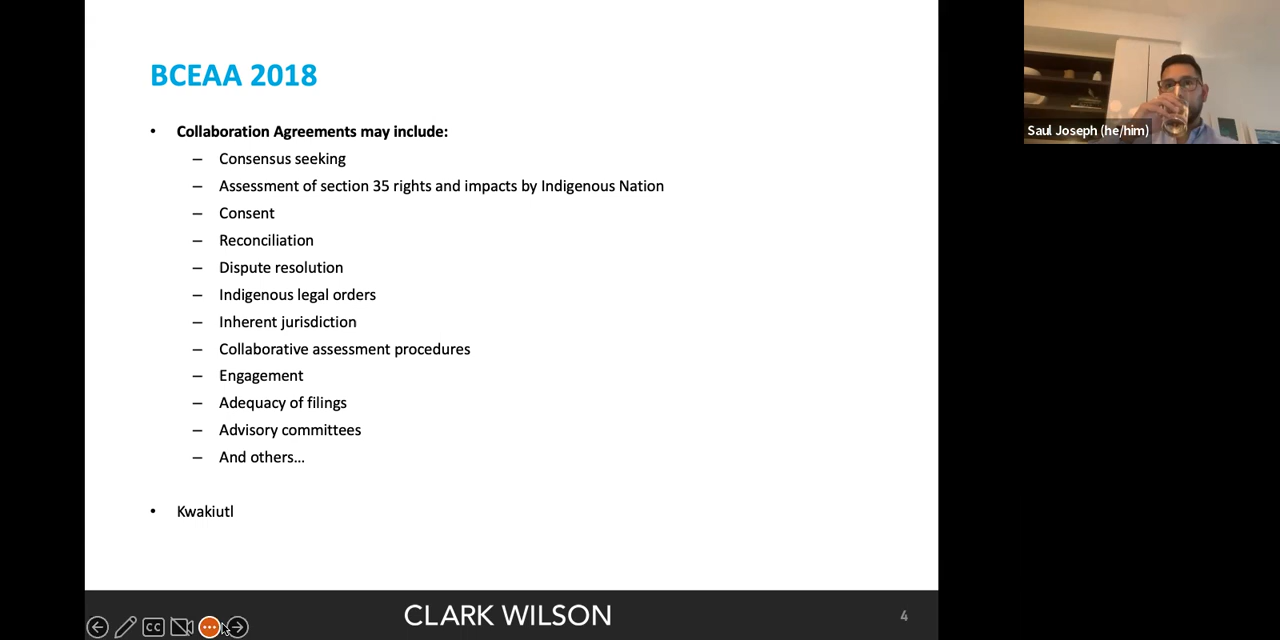 BCEAA 2018
• Collaboration Agreements may include:
– Consensus seeking
– Assessment of section 35 rights and impacts by Indigenous Nation
– Consent
– Reconciliation
– Dispute resolution
– Indigenous legal orders
– Inherent jurisdiction
– Collaborative assessment procedures
– Engagement
– Adequacy of filings
– Advisory committees
– And others…
• Kwakiutl
CLARK WILSON
4
CC
Saul Joseph (he/him)